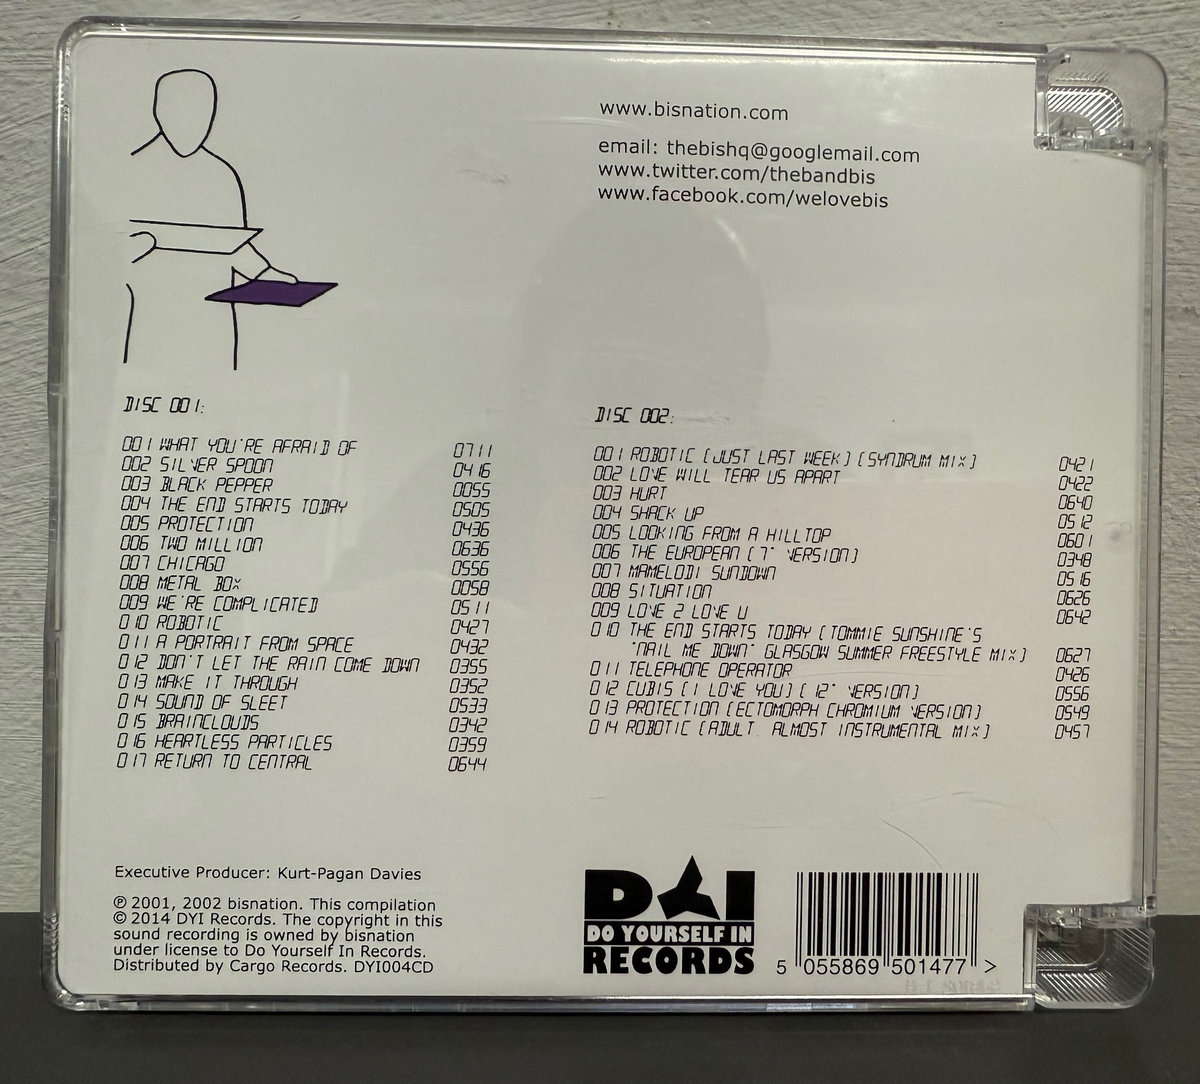 www.bisnation.com
email: thebishq@googlemail.com
www.twitter.com/thebandbis
www.facebook.com/welovebis
DISC 001:
001 WHAT YOU'RE AFRAID OF 0711
002 SILVER SPOON 0416
003 BLACK PEPPER 0055
004 THE END STARTS TODAY 0505
005 PROTECTION 0436
006 TWO MILLION 0636
007 CHICAGO 0556
008 METAL BOX 0058
009 WE'RE COMPLICATED 0511
010 ROBOTIC 0427
011 A PORTRAIT FROM SPACE 0432
012 DON'T LET THE RAIN COME DOWN 0355
013 MAKE IT THROUGH 0352
014 SOUND OF SLEET 0533
015 BRAINCLOUDS 0342
016 HEARTLESS PARTICLES 0359
017 RETURN TO CENTRAL 0644
DISC 002:
001 ROBOTIC (JUST LAST WEEK) (SYNDRUM MIX) 0421
002 LOVE WILL TEAR US APART 0422
003 HURT 0640
004 SHACK UP 0512
005 LOOKING FROM A HILLTOP 0601
006 THE EUROPEAN (7" VERSION) 0348
007 MAMELODI SUNDOWN 0516
008 SITUATION 0626
009 LOVE 2 LOVE U 0642
010 THE END STARTS TODAY (TOMMIE SUNSHINE'S
"NAIL ME DOWN" GLASGOW SUMMER FREESTYLE MIX) 0627
011 TELEPHONE OPERATOR 0426
012 CUBIS (I LOVE YOU) (12" VERSION) 0556
013 PROTECTION (ECTOMORPH CHROMIUM VERSION) 0549
014 ROBOTIC (ADULT. ALMOST INSTRUMENTAL MIX) 0457
Executive Producer: Kurt-Pagan Davies
℗ 2001, 2002 bisnation. This compilation
© 2014 DYI Records. The copyright in this
sound recording is owned by bisnation
under license to Do Yourself In Records.
Distributed by Cargo Records. DYI004CD
DYI
DO YOURSELF IN
RECORDS
5 055869 501477 >